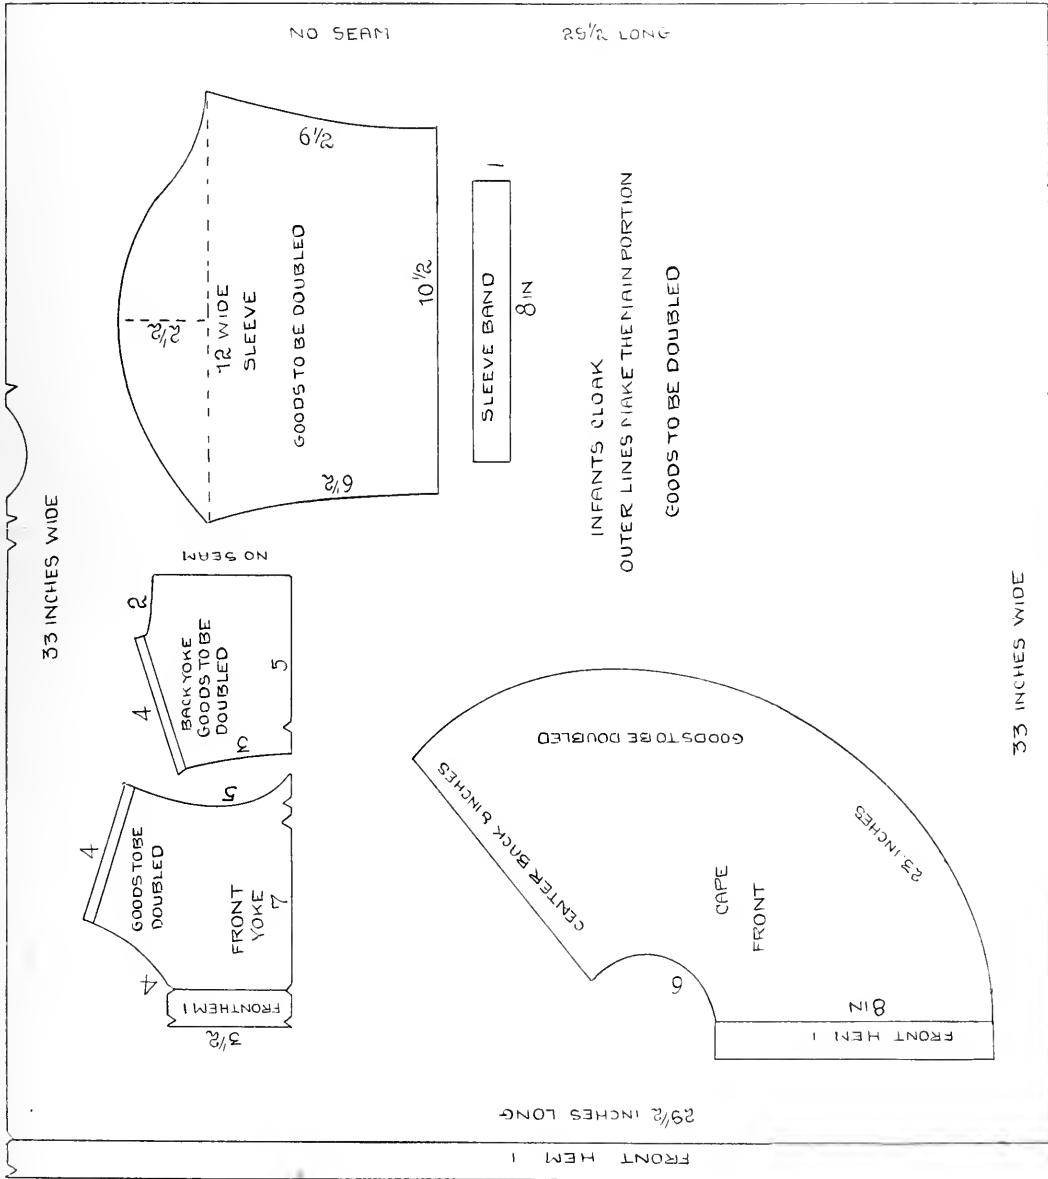 NO SEAM
29½ LONG
6½
2½
12 WIDE
SLEEVE
GOODS TO BE DOUBLED
10½
6½
1
SLEEVE BAND
8 IN
INFANTS CLOAK
OUTER LINES MAKE THE MAIN PORTION
GOODS TO BE DOUBLED
33 INCHES WIDE
NO SEAM
2
4
BACK YOKE
GOODS TO BE
DOUBLED
5
3
5
4
GOODS TO BE
DOUBLED
FRONT
YOKE
7
4
FRONT HEM 1
3½
GOODS TO BE DOUBLED
CENTER BACK 8 INCHES
23 INCHES
CAPE
FRONT
6
8 IN
FRONT HEM 1
33 INCHES WIDE
29½ INCHES LONG
FRONT HEM 1